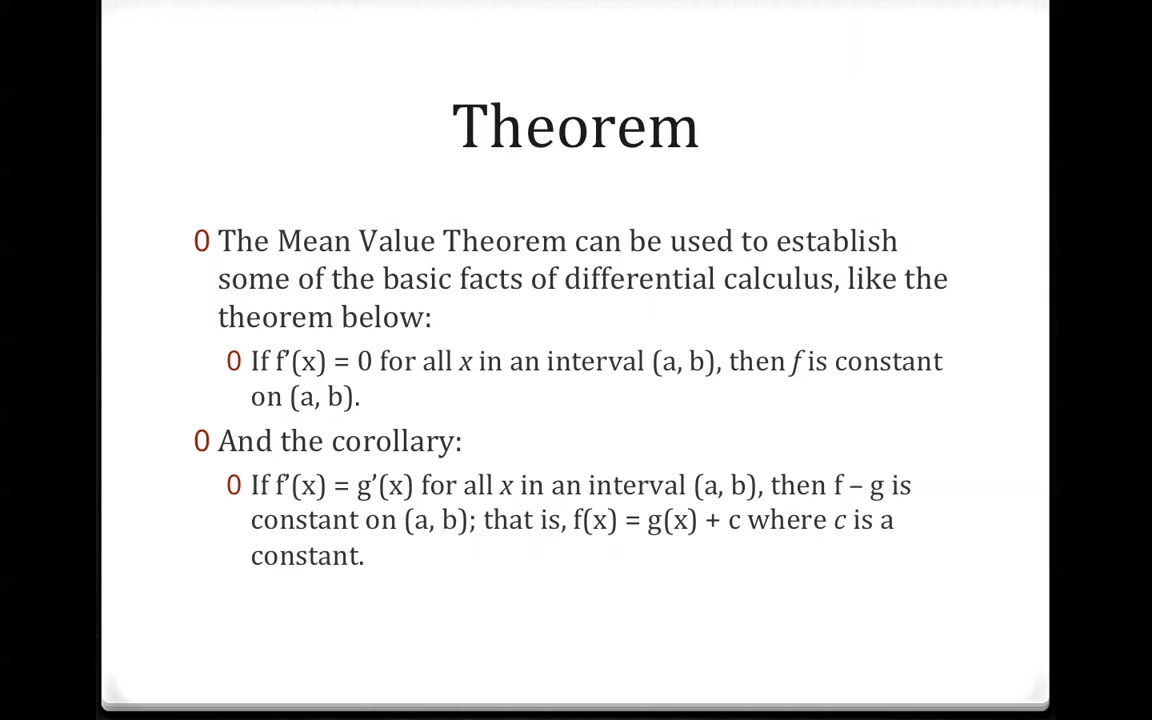 Theorem
0 The Mean Value Theorem can be used to establish
some of the basic facts of differential calculus, like the
theorem below:
0 If f’(x) = 0 for all x in an interval (a, b), then f is constant
on (a, b).
0 And the corollary:
0 If f’(x) = g’(x) for all x in an interval (a, b), then f – g is
constant on (a, b); that is, f(x) = g(x) + c where c is a
constant.